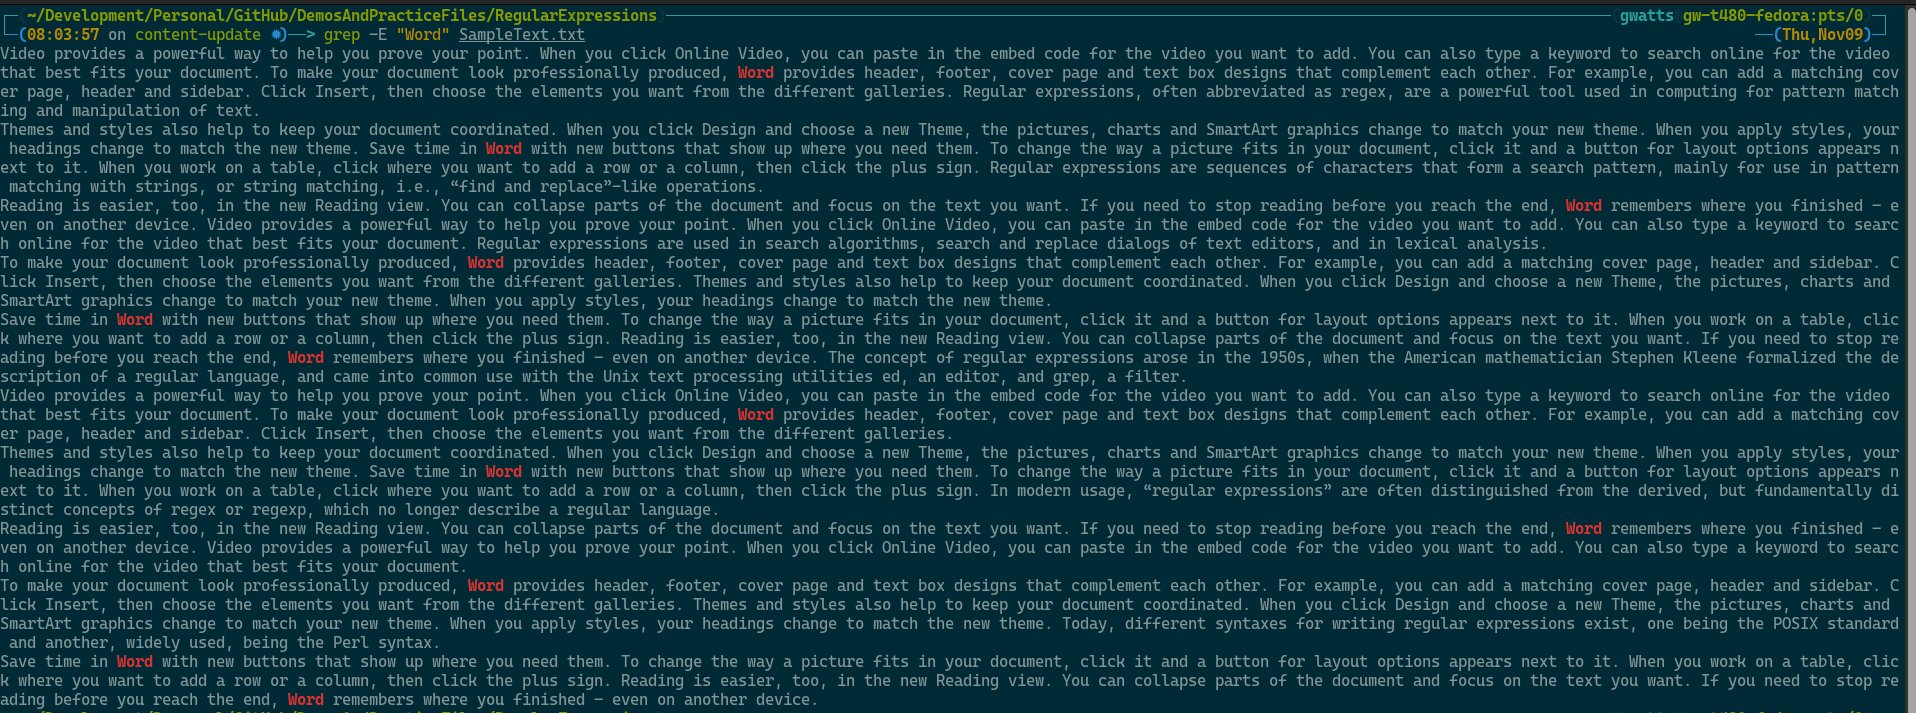 ~/Development/Personal/GitHub/DemosAndPracticeFiles/RegularExpressions gwatts gw-t480-fedora:pts/0
(08:03:57 on content-update ✹)——> grep -E "Word" SampleText.txt —(Thu,Nov09)
Video provides a powerful way to help you prove your point. When you click Online Video, you can paste in the embed code for the video you want to add. You can also type a keyword to search online for the video
that best fits your document. To make your document look professionally produced, Word provides header, footer, cover page and text box designs that complement each other. For example, you can add a matching cov
er page, header and sidebar. Click Insert, then choose the elements you want from the different galleries. Regular expressions, often abbreviated as regex, are a powerful tool used in computing for pattern match
ing and manipulation of text.
Themes and styles also help to keep your document coordinated. When you click Design and choose a new Theme, the pictures, charts and SmartArt graphics change to match your new theme. When you apply styles, your
headings change to match the new theme. Save time in Word with new buttons that show up where you need them. To change the way a picture fits in your document, click it and a button for layout options appears n
ext to it. When you work on a table, click where you want to add a row or a column, then click the plus sign. Regular expressions are sequences of characters that form a search pattern, mainly for use in pattern
matching with strings, or string matching, i.e., “find and replace”-like operations.
Reading is easier, too, in the new Reading view. You can collapse parts of the document and focus on the text you want. If you need to stop reading before you reach the end, Word remembers where you finished – e
ven on another device. Video provides a powerful way to help you prove your point. When you click Online Video, you can paste in the embed code for the video you want to add. You can also type a keyword to searc
h online for the video that best fits your document. Regular expressions are used in search algorithms, search and replace dialogs of text editors, and in lexical analysis.
To make your document look professionally produced, Word provides header, footer, cover page and text box designs that complement each other. For example, you can add a matching cover page, header and sidebar. C
lick Insert, then choose the elements you want from the different galleries. Themes and styles also help to keep your document coordinated. When you click Design and choose a new Theme, the pictures, charts and
SmartArt graphics change to match your new theme. When you apply styles, your headings change to match the new theme.
Save time in Word with new buttons that show up where you need them. To change the way a picture fits in your document, click it and a button for layout options appears next to it. When you work on a table, clic
k where you want to add a row or a column, then click the plus sign. Reading is easier, too, in the new Reading view. You can collapse parts of the document and focus on the text you want. If you need to stop re
ading before you reach the end, Word remembers where you finished – even on another device. The concept of regular expressions arose in the 1950s, when the American mathematician Stephen Kleene formalized the de
scription of a regular language, and came into common use with the Unix text processing utilities ed, an editor, and grep, a filter.
Video provides a powerful way to help you prove your point. When you click Online Video, you can paste in the embed code for the video you want to add. You can also type a keyword to search online for the video
that best fits your document. To make your document look professionally produced, Word provides header, footer, cover page and text box designs that complement each other. For example, you can add a matching cov
er page, header and sidebar. Click Insert, then choose the elements you want from the different galleries.
Themes and styles also help to keep your document coordinated. When you click Design and choose a new Theme, the pictures, charts and SmartArt graphics change to match your new theme. When you apply styles, your
headings change to match the new theme. Save time in Word with new buttons that show up where you need them. To change the way a picture fits in your document, click it and a button for layout options appears n
ext to it. When you work on a table, click where you want to add a row or a column, then click the plus sign. In modern usage, “regular expressions” are often distinguished from the derived, but fundamentally di
stinct concepts of regex or regexp, which no longer describe a regular language.
Reading is easier, too, in the new Reading view. You can collapse parts of the document and focus on the text you want. If you need to stop reading before you reach the end, Word remembers where you finished – e
ven on another device. Video provides a powerful way to help you prove your point. When you click Online Video, you can paste in the embed code for the video you want to add. You can also type a keyword to searc
h online for the video that best fits your document.
To make your document look professionally produced, Word provides header, footer, cover page and text box designs that complement each other. For example, you can add a matching cover page, header and sidebar. C
lick Insert, then choose the elements you want from the different galleries. Themes and styles also help to keep your document coordinated. When you click Design and choose a new Theme, the pictures, charts and
SmartArt graphics change to match your new theme. When you apply styles, your headings change to match the new theme. Today, different syntaxes for writing regular expressions exist, one being the POSIX standard
and another, widely used, being the Perl syntax.
Save time in Word with new buttons that show up where you need them. To change the way a picture fits in your document, click it and a button for layout options appears next to it. When you work on a table, clic
k where you want to add a row or a column, then click the plus sign. Reading is easier, too, in the new Reading view. You can collapse parts of the document and focus on the text you want. If you need to stop re
ading before you reach the end, Word remembers where you finished – even on another device.